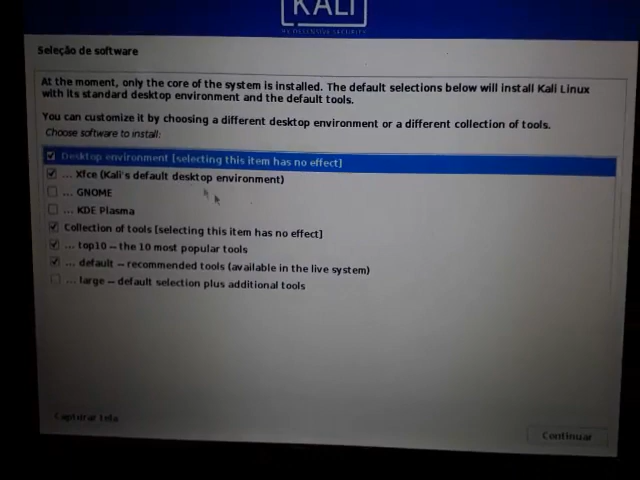 KALI
BY OFFENSIVE SECURITY
Seleção de software
At the moment, only the core of the system is installed. The default selections below will install Kali Linux
with its standard desktop environment and the default tools.
You can customize it by choosing a different desktop environment or a different collection of tools.
Choose software to install:
Desktop environment [selecting this item has no effect]
... Xfce (Kali's default desktop environment)
... GNOME
... KDE Plasma
Collection of tools [selecting this item has no effect]
... top10 -- the 10 most popular tools
... default -- recommended tools (available in the live system)
... large -- default selection plus additional tools
Capturar tela
Continuar